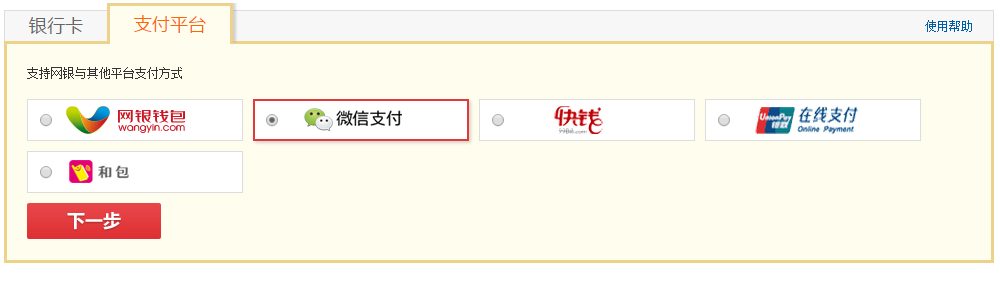 银行卡
支付平台
使用帮助
支持网银与其他平台支付方式
网银钱包
wangyin.com
微信支付
快钱
99Bill.com
UnionPay
银联
在线支付
Online Payment
和包
下一步